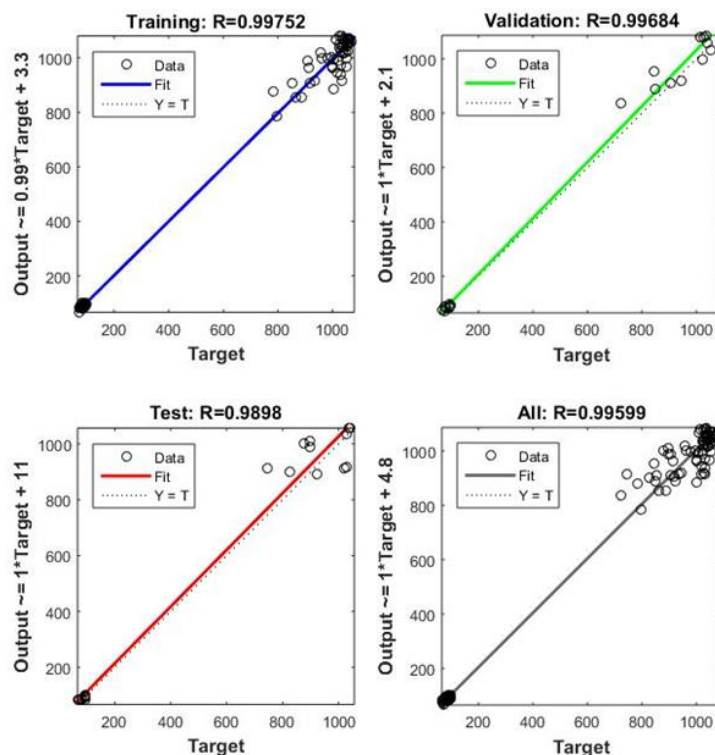 Training: R=0.99752
Output ~= 0.99*Target + 3.3
1000
800
600
400
200
Data
Fit
Y = T
200 400 600 800 1000
Target
Validation: R=0.99684
Output ~= 1*Target + 2.1
1000
800
600
400
200
Data
Fit
Y = T
200 400 600 800 1000
Target
Test: R=0.9898
Output ~= 1*Target + 11
1000
800
600
400
200
Data
Fit
Y = T
200 400 600 800 1000
Target
All: R=0.99599
Output ~= 1*Target + 4.8
1000
800
600
400
200
Data
Fit
Y = T
200 400 600 800 1000
Target